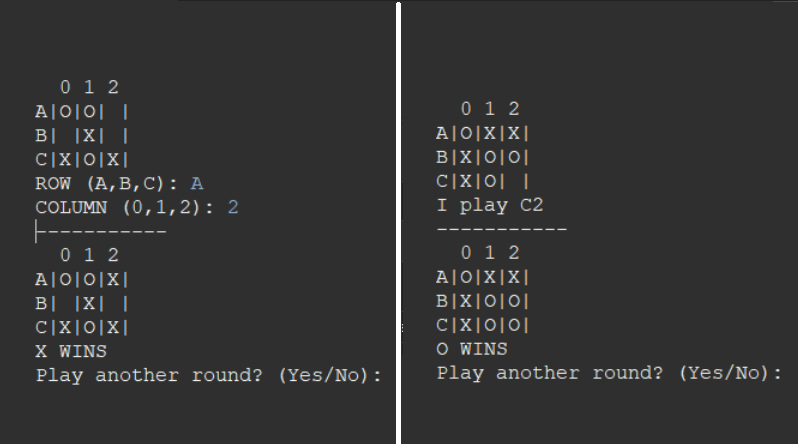 0 1 2
A|O|O| |
B| |X| |
C|X|O|X|
ROW (A,B,C): A
COLUMN (0,1,2): 2
-----------
0 1 2
A|O|O|X|
B| |X| |
C|X|O|X|
X WINS
Play another round? (Yes/No):
0 1 2
A|O|X|X|
B|X|O|O|
C|X|O| |
I play C2
-----------
0 1 2
A|O|X|X|
B|X|O|O|
C|X|O|O|
O WINS
Play another round? (Yes/No):